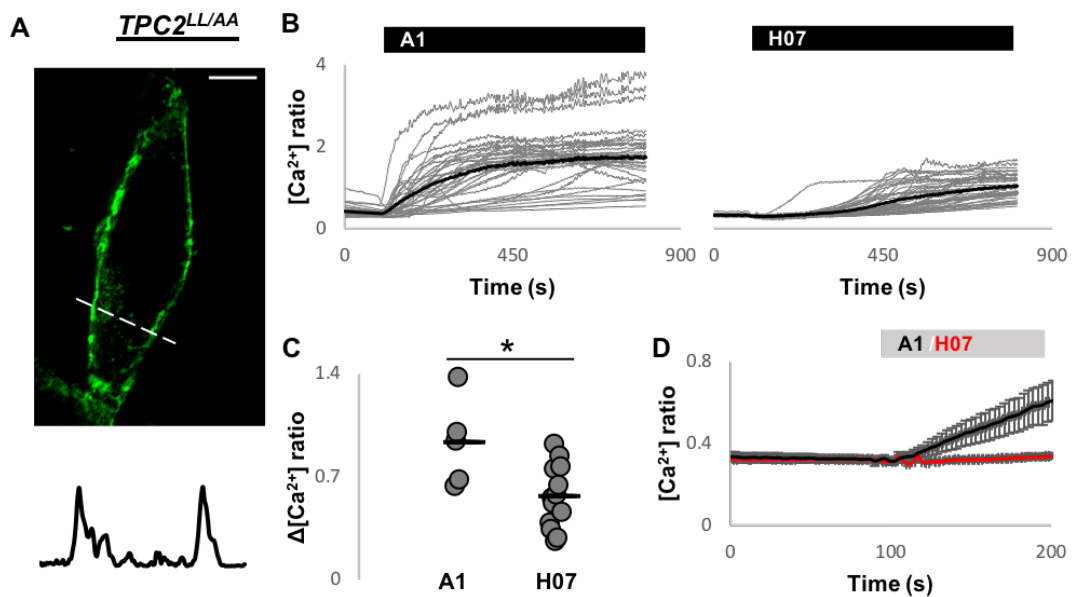 A
TPC2LL/AA
B
A1
H07
[Ca2+] ratio
4
2
0
0
450
900
Time (s)
0
450
900
Time (s)
C
*
Δ[Ca2+] ratio
1.4
0.7
0
A1
H07
D
A1 /H07
[Ca2+] ratio
0.8
0.4
0
0
100
200
Time (s)